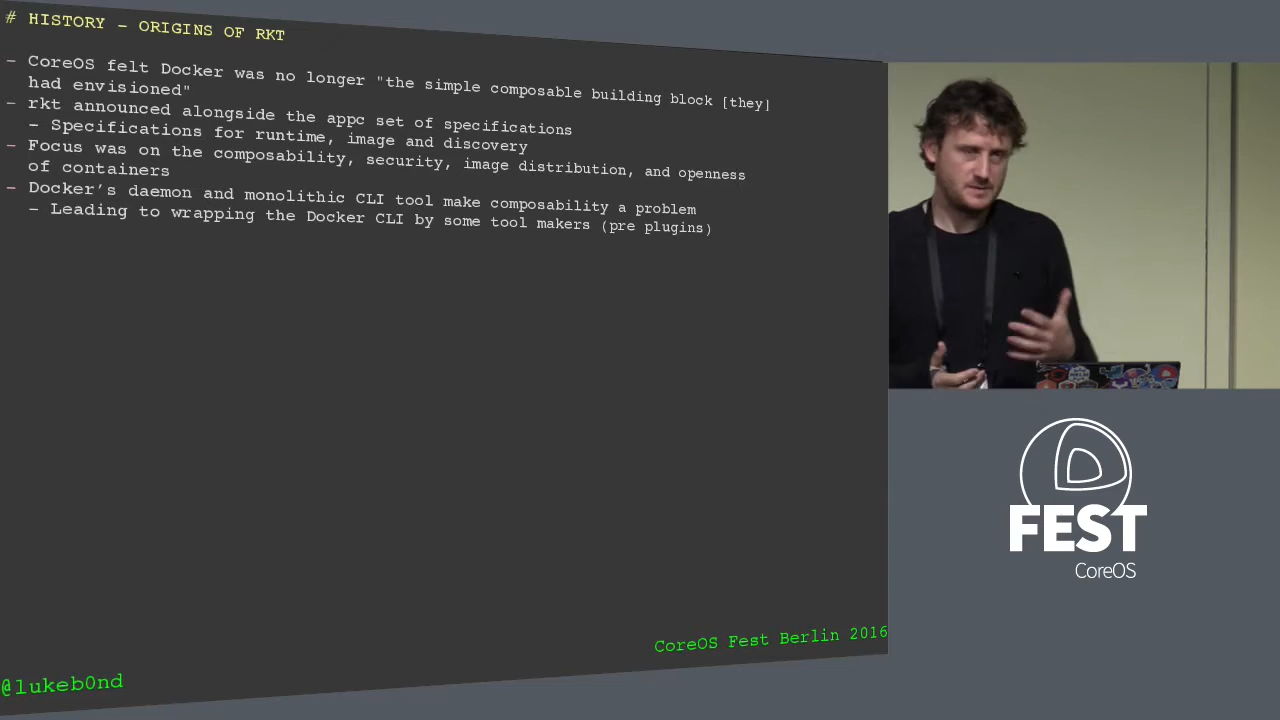 # HISTORY - ORIGINS OF RKT
- CoreOS felt Docker was no longer "the simple composable building block [they|
had envisioned"
- rkt announced alongside the appc set of specifications
- Specifications for runtime, image and discovery
- Focus was on the composability, security, image distribution, and openness
of containers
- Docker's daemon and monolithic CLI tool make composability a problem
- Leading to wrapping the Docker CLI by some tool makers (pre plugins)
CoreOS Fest Berlin 2016
@lukeb0nd
FEST
CoreOS